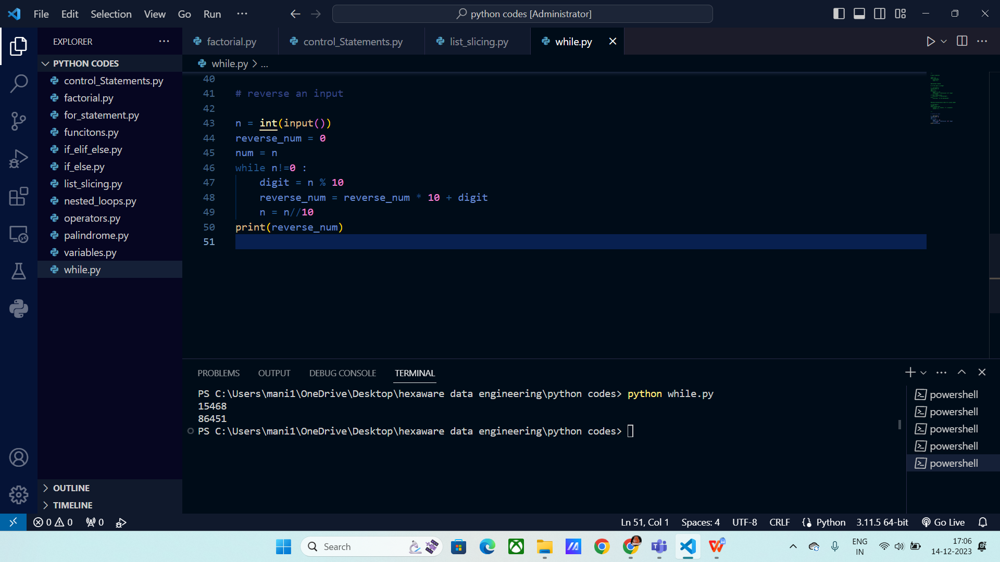 File Edit Selection View Go Run ...
python codes [Administrator]
EXPLORER ...
factorial.py control_Statements.py list_slicing.py while.py
PYTHON CODES
while.py > ...
control_Statements.py
factorial.py
for_statement.py
funcitons.py
if_elif_else.py
if_else.py
list_slicing.py
nested_loops.py
operators.py
palindrome.py
variables.py
while.py
OUTLINE
TIMELINE
40
41 # reverse an input
42
43 n = int(input())
44 reverse_num = 0
45 num = n
46 while n!=0 :
47     digit = n % 10
48     reverse_num = reverse_num * 10 + digit
49     n = n//10
50 print(reverse_num)
51
PROBLEMS OUTPUT DEBUG CONSOLE TERMINAL
PS C:\Users\mani1\OneDrive\Desktop\hexaware data engineering\python codes> python while.py
15468
86451
PS C:\Users\mani1\OneDrive\Desktop\hexaware data engineering\python codes>
powershell
powershell
powershell
powershell
powershell
0 0 0 Ln 51, Col 1 Spaces: 4 UTF-8 CRLF Python 3.11.5 64-bit Go Live
Search
ENG
IN
17:06
14-12-2023